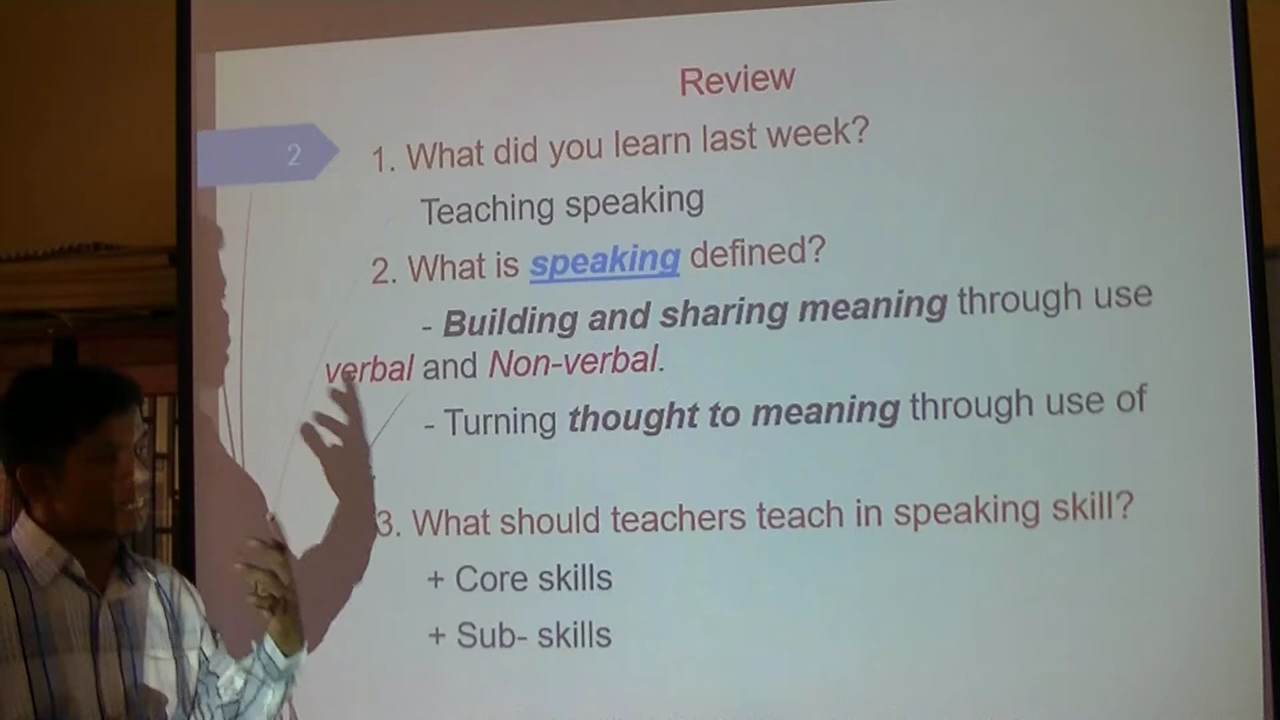 Review
2
1. What did you learn last week?
Teaching speaking
2. What is speaking defined?
- Building and sharing meaning through use
verbal and Non-verbal.
- Turning thought to meaning through use of
3. What should teachers teach in speaking skill?
+ Core skills
+ Sub- skills